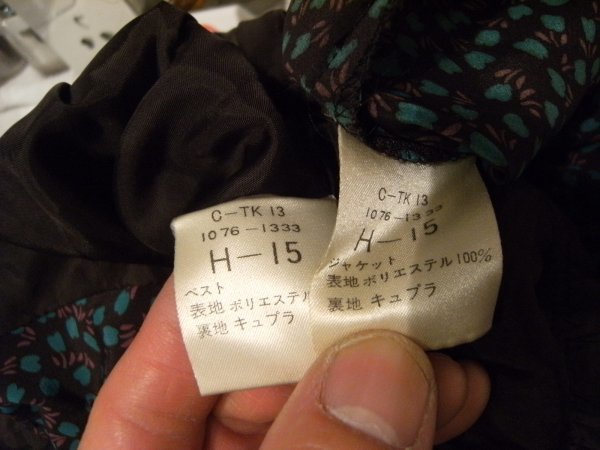 C-TK 13
1076-1333
H-15
ベスト
表地 ポリエステル
裏地 キュプラ
C-TK 13
1076-1333
H-15
ジャケット
表地 ポリエステル100%
裏地 キュプラ